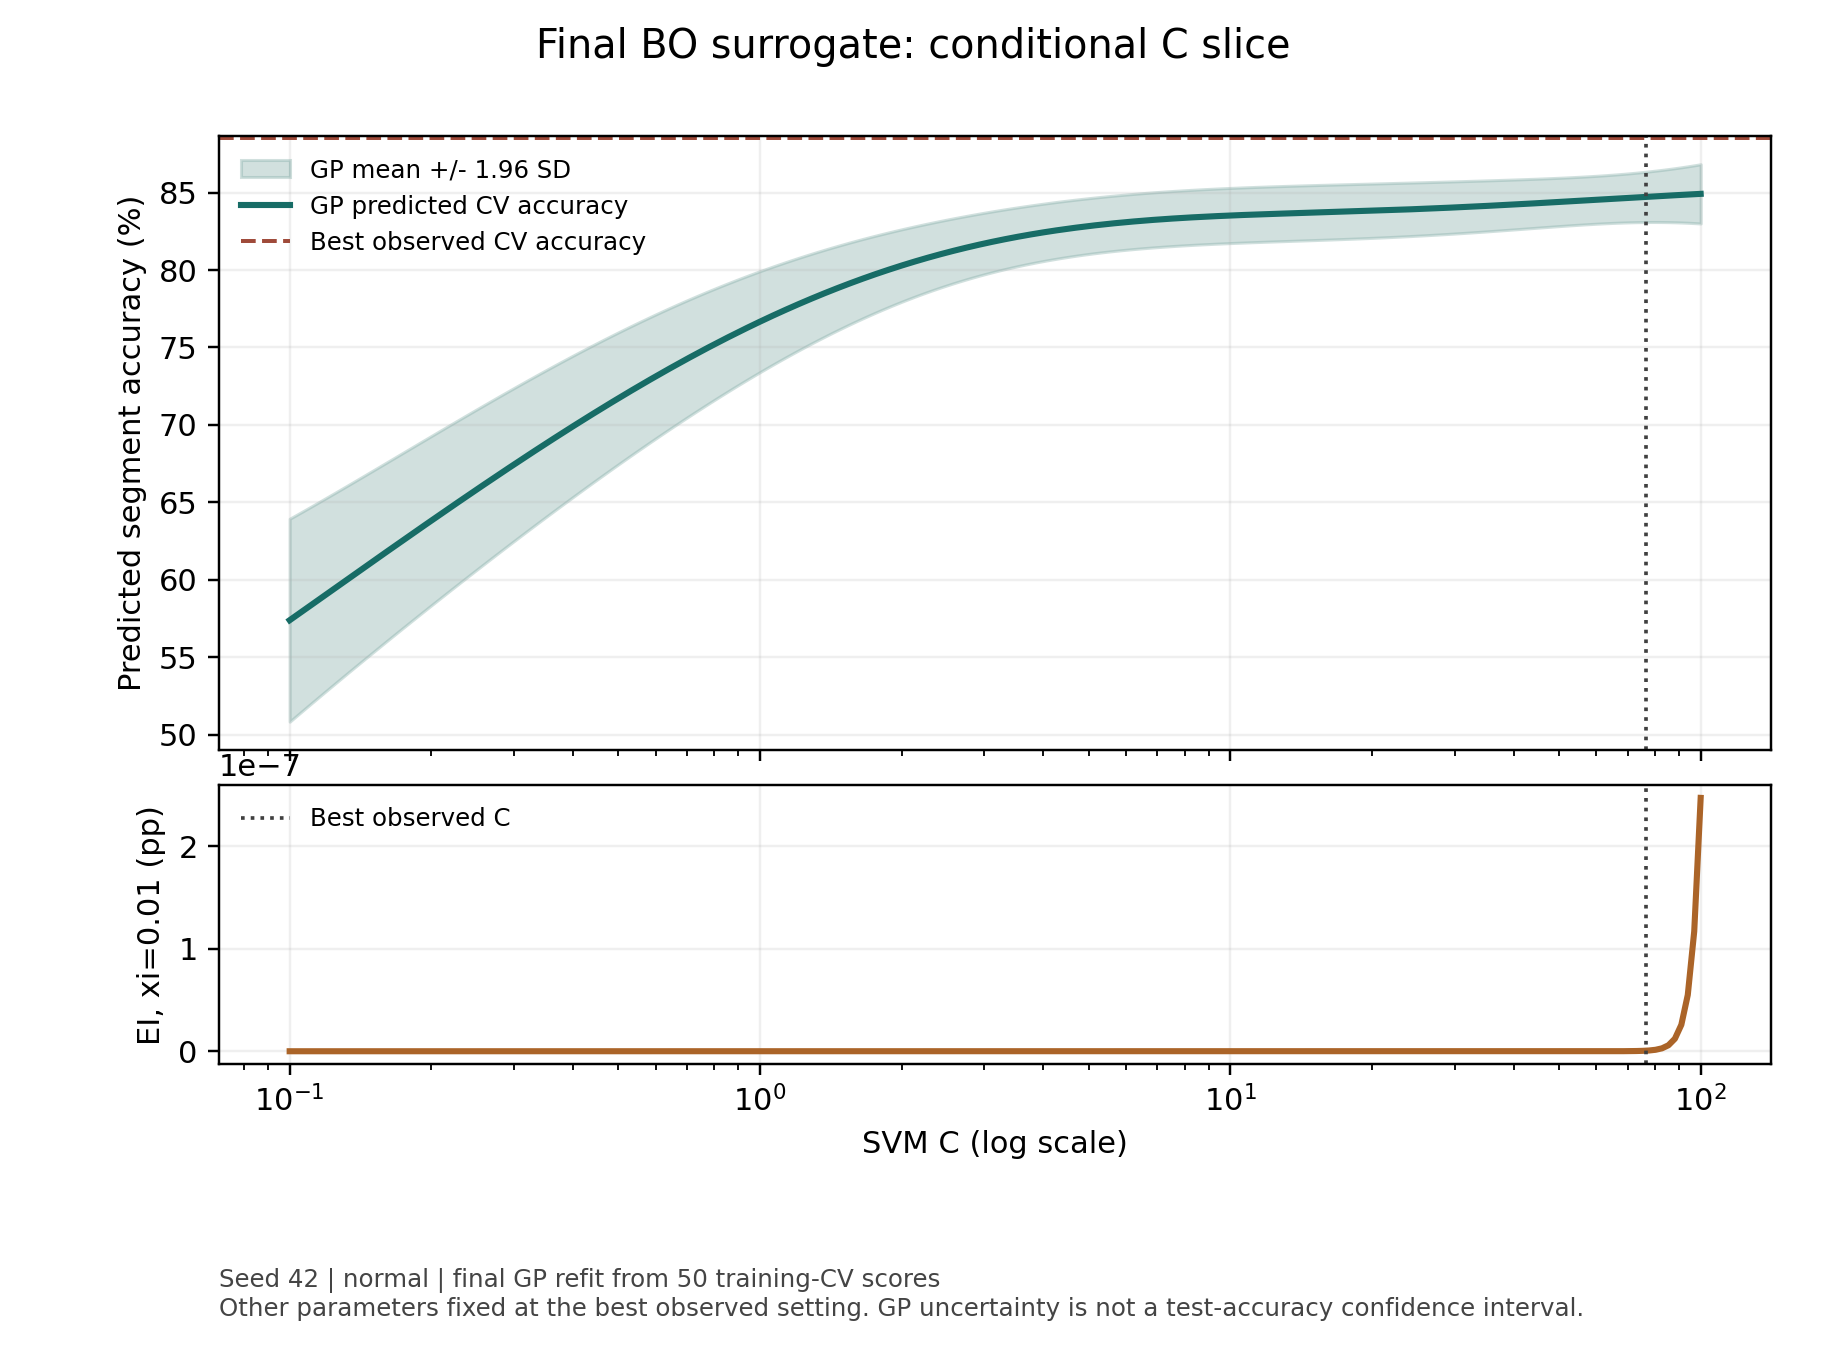 Final BO surrogate: conditional C slice
GP mean +/- 1.96 SD
GP predicted CV accuracy
Best observed CV accuracy
Predicted segment accuracy (%)
85
80
75
70
65
60
55
50
1e−7
Best observed C
EI, xi=0.01 (pp)
2
1
0
10⁻¹ 10⁰ 10¹ 10²
SVM C (log scale)
Seed 42 | normal | final GP refit from 50 training-CV scores
Other parameters fixed at the best observed setting. GP uncertainty is not a test-accuracy confidence interval.